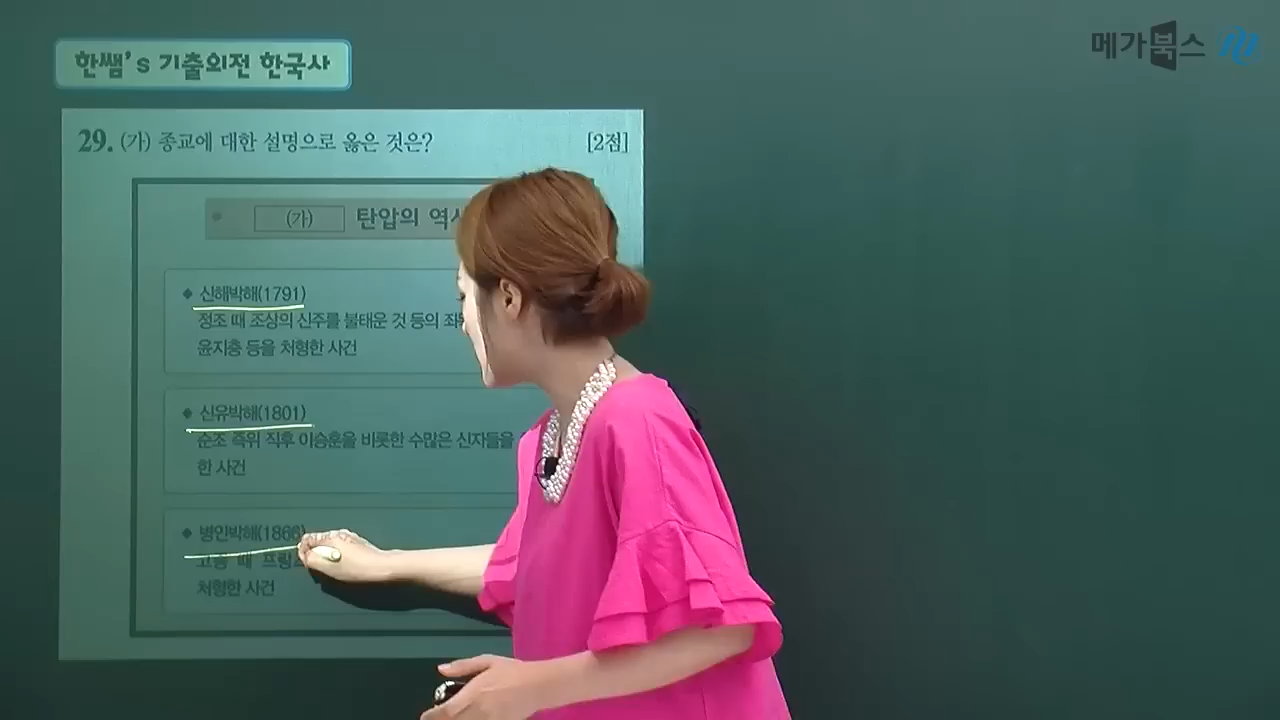 한쌤's 기출외전 한국사
메가북스
29. (가) 종교에 대한 설명으로 옳은 것은? [2점]
(가) 탄압의
◆ 신해박해(1791)
정조 때 조상의 신주를 불태운 것 등의
윤지충 등을 처형한 사건
◆ 신유박해(1801)
순조 즉위 직후 이승훈을 비롯한 수많은 신자들을
한 사건
◆ 병인박해(1866)
고종 때
처형한 사건